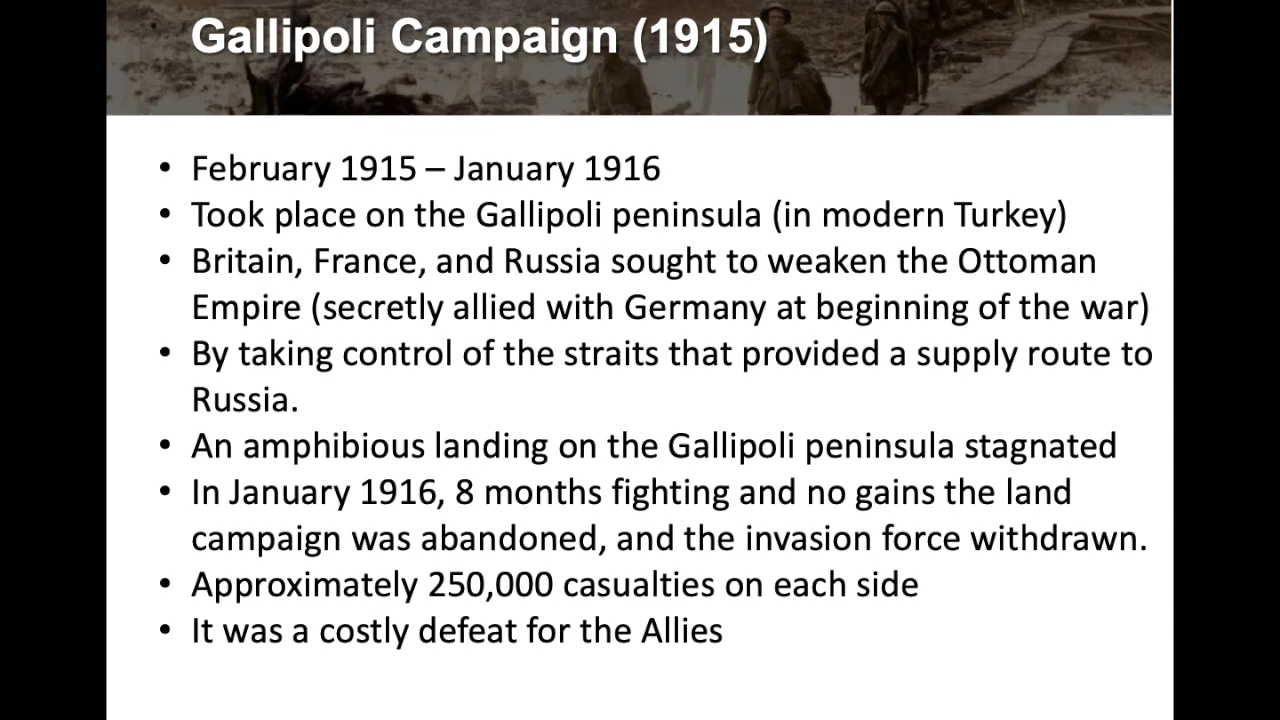 Gallipoli Campaign (1915)
• February 1915 – January 1916
• Took place on the Gallipoli peninsula (in modern Turkey)
• Britain, France, and Russia sought to weaken the Ottoman
Empire (secretly allied with Germany at beginning of the war)
• By taking control of the straits that provided a supply route to
Russia.
• An amphibious landing on the Gallipoli peninsula stagnated
• In January 1916, 8 months fighting and no gains the land
campaign was abandoned, and the invasion force withdrawn.
• Approximately 250,000 casualties on each side
• It was a costly defeat for the Allies